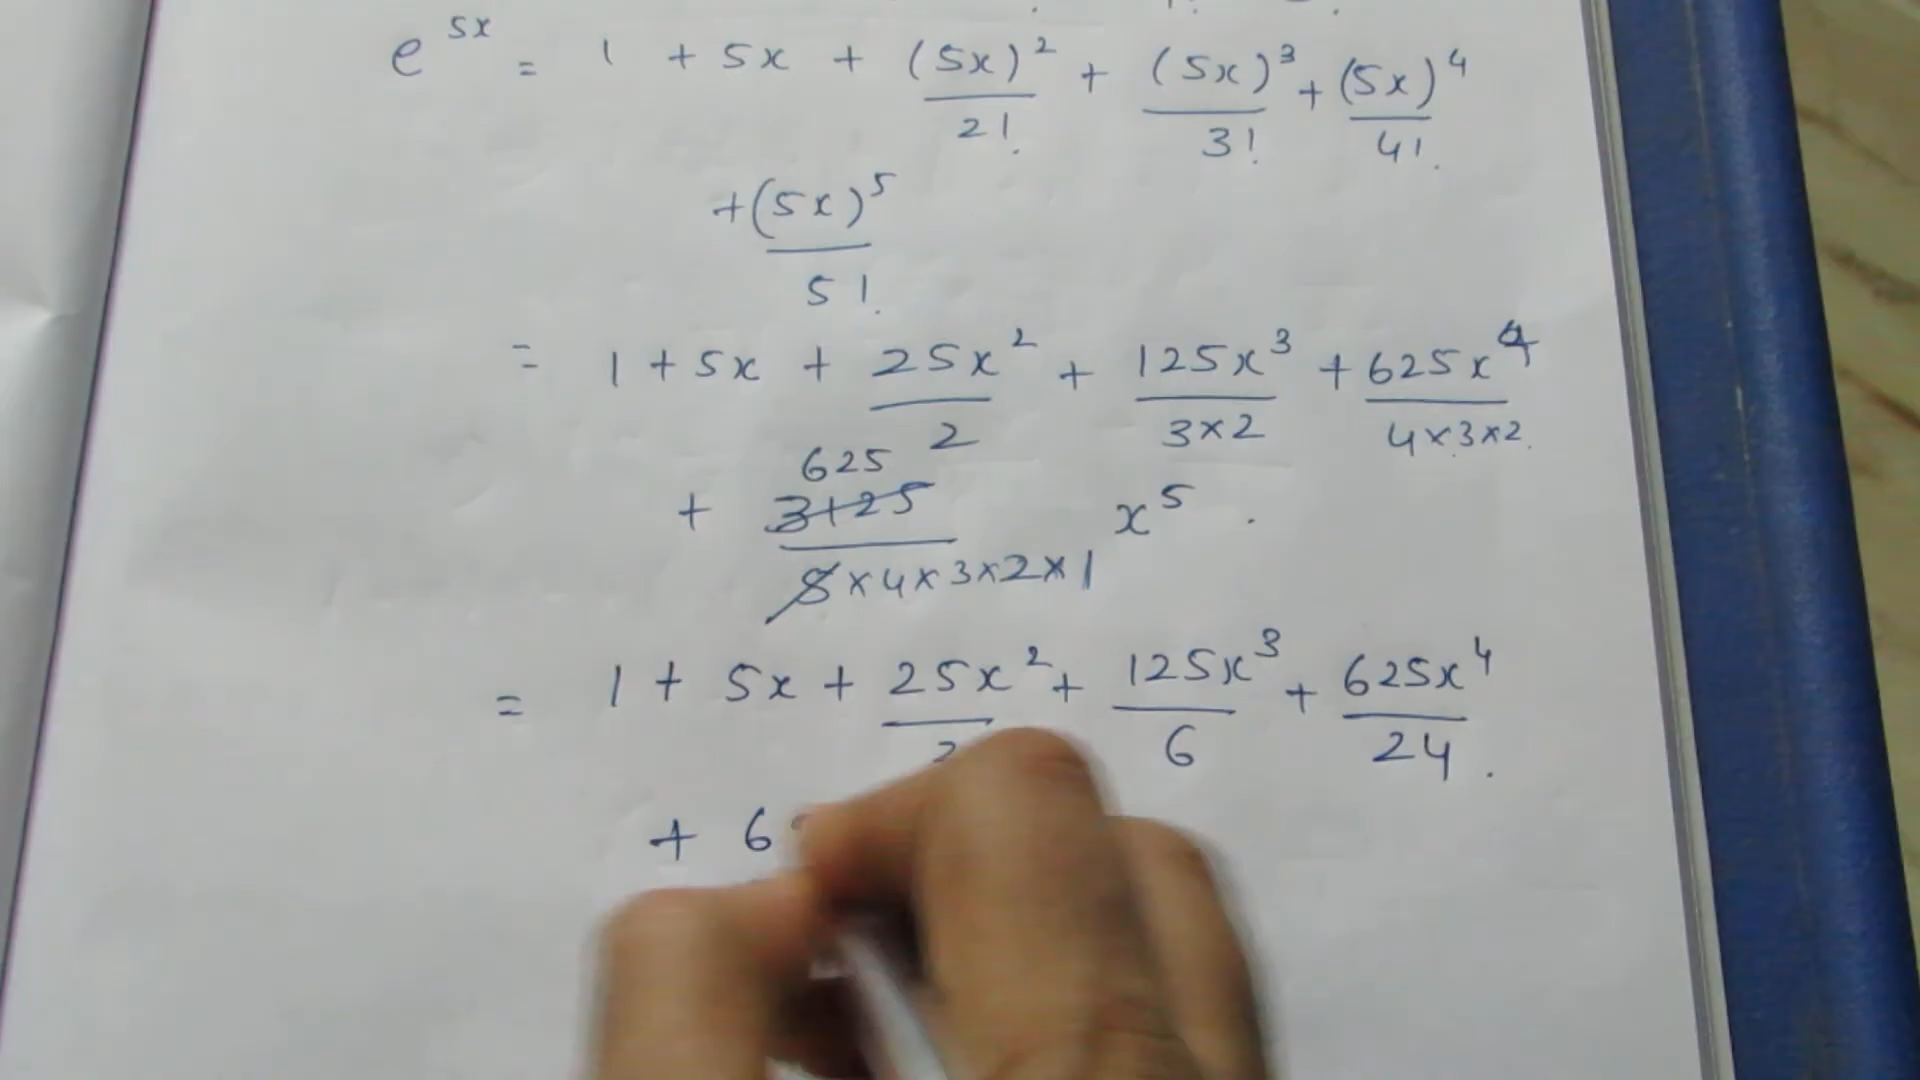 e^5x = 1 + 5x + (5x)^2/2! + (5x)^3/3! + (5x)^4/4!
+ (5x)^5/5!
= 1 + 5x + 25x^2/2 + 125x^3/3×2 + 625x^4/4×3×2.
625
+ 3125/5×4×3×2×1 x^5 .
= 1 + 5x + 25x^2/2 + 125x^3/6 + 625x^4/24 .
+ 6